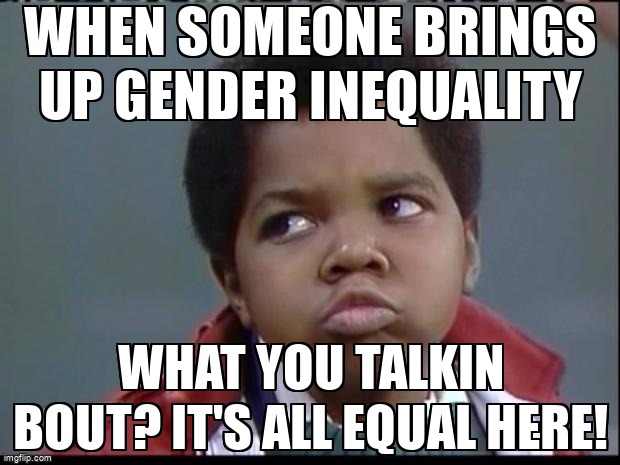 WHEN SOMEONE BRINGS
UP GENDER INEQUALITY
WHAT YOU TALKIN
BOUT? IT'S ALL EQUAL HERE!
imgflip.com